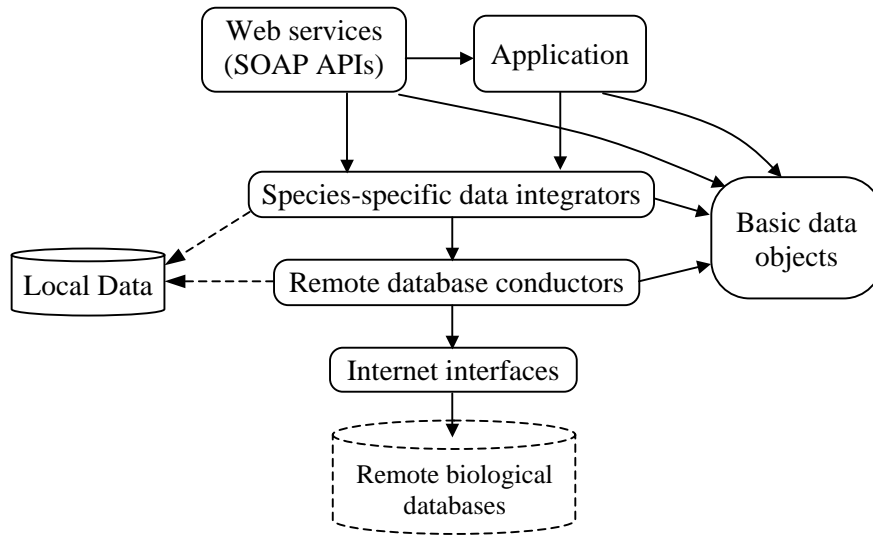 Web services
(SOAP APIs)
Application
Species-specific data integrators
Basic data
objects
Local Data
Remote database conductors
Internet interfaces
Remote biological
databases